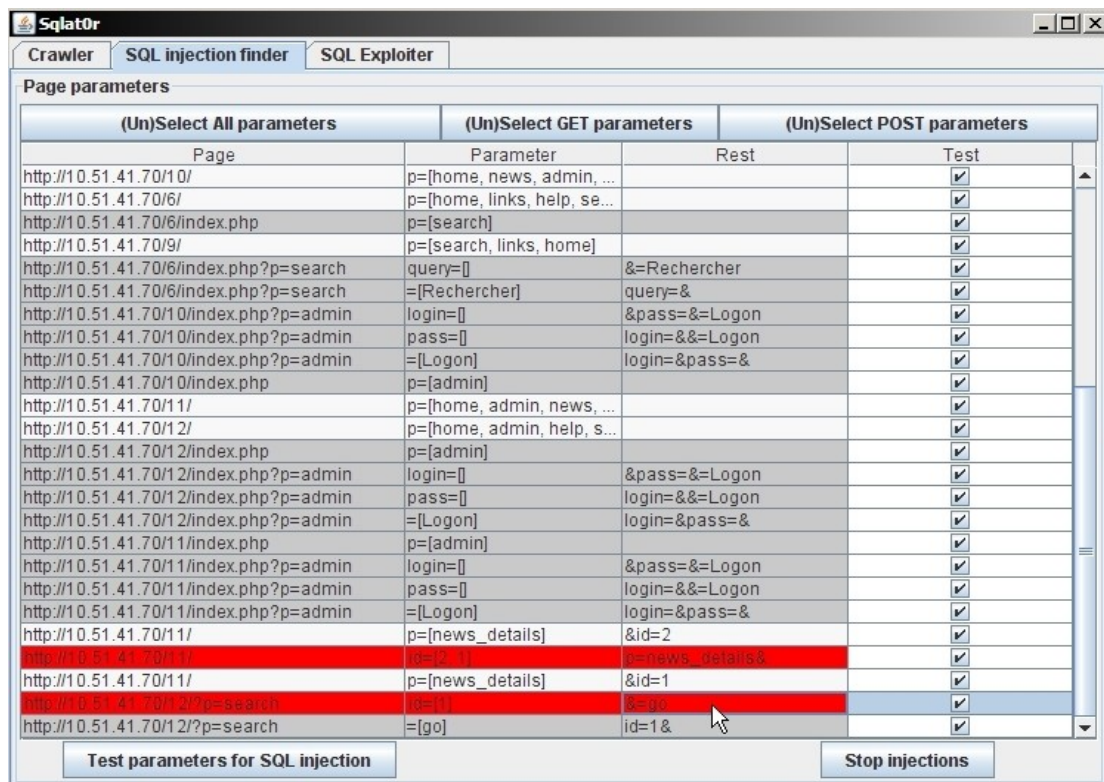 Sqlat0r
Crawler SQL injection finder SQL Exploiter
Page parameters
(Un)Select All parameters (Un)Select GET parameters (Un)Select POST parameters
Page Parameter Rest Test
http://10.51.41.70/10/ p=[home, news, admin, ...
http://10.51.41.70/6/ p=[home, links, help, se...
http://10.51.41.70/6/index.php p=[search]
http://10.51.41.70/9/ p=[search, links, home]
http://10.51.41.70/6/index.php?p=search query=[] &=Rechercher
http://10.51.41.70/6/index.php?p=search =[Rechercher] query=&
http://10.51.41.70/10/index.php?p=admin login=[] &pass=&=Logon
http://10.51.41.70/10/index.php?p=admin pass=[] login=&&=Logon
http://10.51.41.70/10/index.php?p=admin =[Logon] login=&pass=&
http://10.51.41.70/10/index.php p=[admin]
http://10.51.41.70/11/ p=[home, admin, news, ...
http://10.51.41.70/12/ p=[home, admin, help, s...
http://10.51.41.70/12/index.php p=[admin]
http://10.51.41.70/12/index.php?p=admin login=[] &pass=&=Logon
http://10.51.41.70/12/index.php?p=admin pass=[] login=&&=Logon
http://10.51.41.70/12/index.php?p=admin =[Logon] login=&pass=&
http://10.51.41.70/11/index.php p=[admin]
http://10.51.41.70/11/index.php?p=admin login=[] &pass=&=Logon
http://10.51.41.70/11/index.php?p=admin pass=[] login=&&=Logon
http://10.51.41.70/11/index.php?p=admin =[Logon] login=&pass=&
http://10.51.41.70/11/ p=[news_details] &id=2
http://10.51.41.70/11/ id=[2, 1] p=news_details&
http://10.51.41.70/11/ p=[news_details] &id=1
http://10.51.41.70/12/?p=search id=[1] &=go
http://10.51.41.70/12/?p=search =[go] id=1&
Test parameters for SQL injection Stop injections